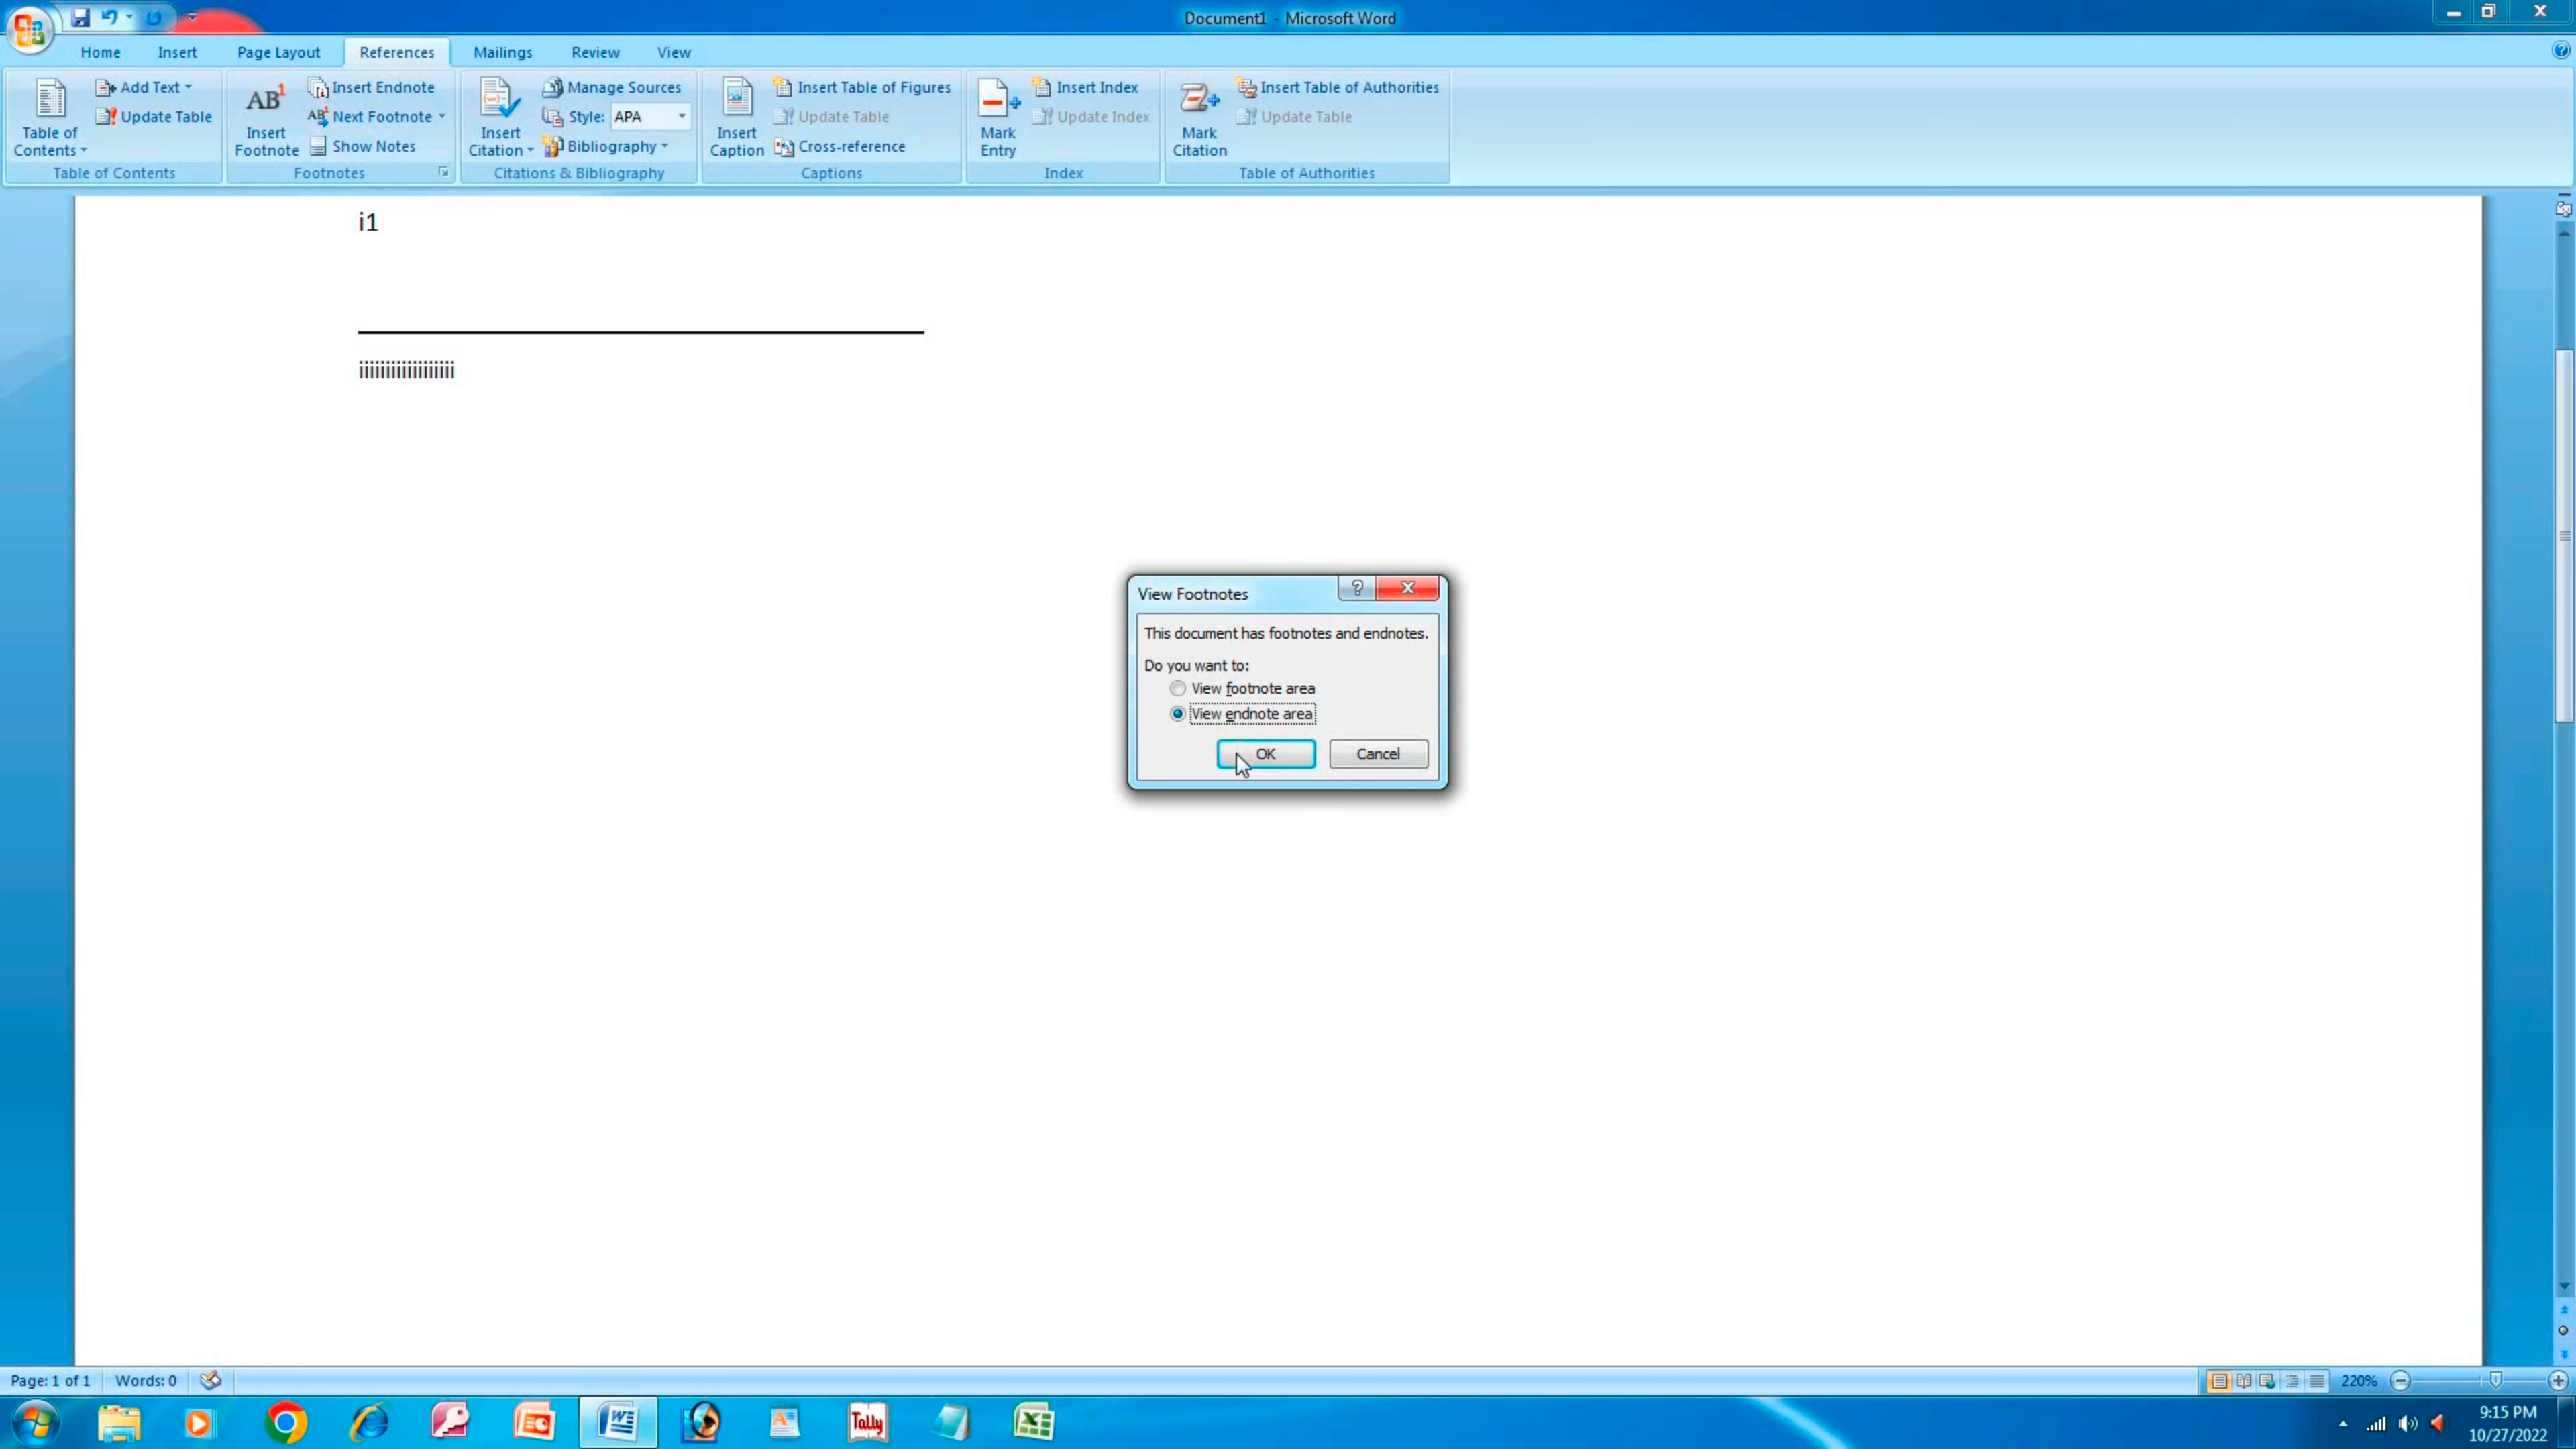 Document1 - Microsoft Word
Home Insert Page Layout References Mailings Review View
Table of Contents
Add Text
Update Table
Table of Contents
AB1
Insert Footnote
Insert Endnote
AB Next Footnote
Show Notes
Footnotes
Insert Citation
Manage Sources
Style: APA
Bibliography
Citations & Bibliography
Insert Caption
Insert Table of Figures
Update Table
Cross-reference
Captions
Mark Entry
Insert Index
Update Index
Index
Mark Citation
Insert Table of Authorities
Update Table
Table of Authorities
i1
iiiiiiiiiiiiiiiiii
View Footnotes
This document has footnotes and endnotes.
Do you want to:
View footnote area
View endnote area
OK Cancel
Page: 1 of 1 Words: 0
220%
Tally
9:15 PM
10/27/2022